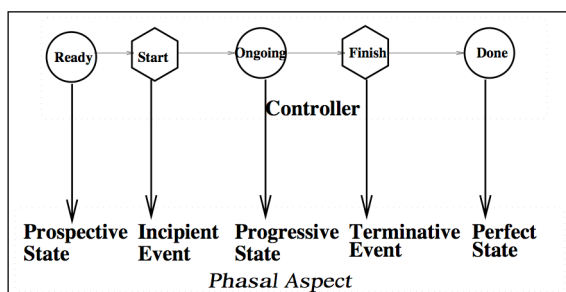 Ready Start Ongoing Finish Done
Controller
Prospective Incipient Progressive Terminative Perfect
State Event State Event State
Phasal Aspect